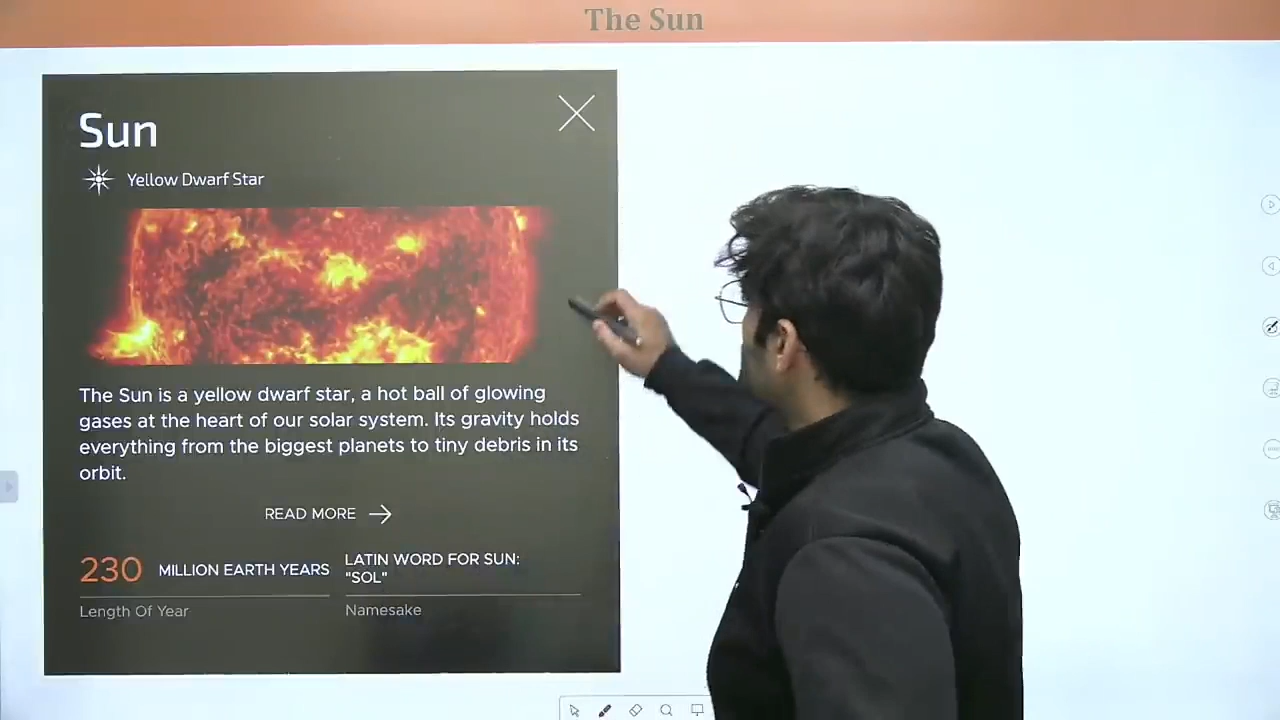 The Sun
Sun
Yellow Dwarf Star
The Sun is a yellow dwarf star, a hot ball of glowing
gases at the heart of our solar system. Its gravity holds
everything from the biggest planets to tiny debris in its
orbit.
READ MORE
230 MILLION EARTH YEARS
Length Of Year
LATIN WORD FOR SUN:
"SOL"
Namesake